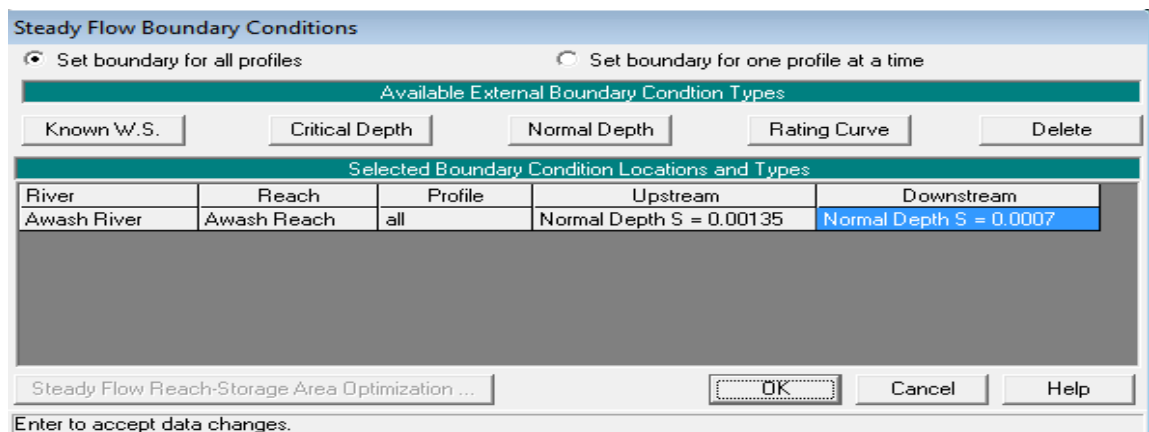 Steady Flow Boundary Conditions
Set boundary for all profiles Set boundary for one profile at a time
Available External Boundary Condtion Types
Known W.S. Critical Depth Normal Depth Rating Curve Delete
Selected Boundary Condition Locations and Types
River Reach Profile Upstream Downstream
Awash River Awash Reach all Normal Depth S = 0.00135 Normal Depth S = 0.0007
Steady Flow Reach-Storage Area Optimization ... OK Cancel Help
Enter to accept data changes.